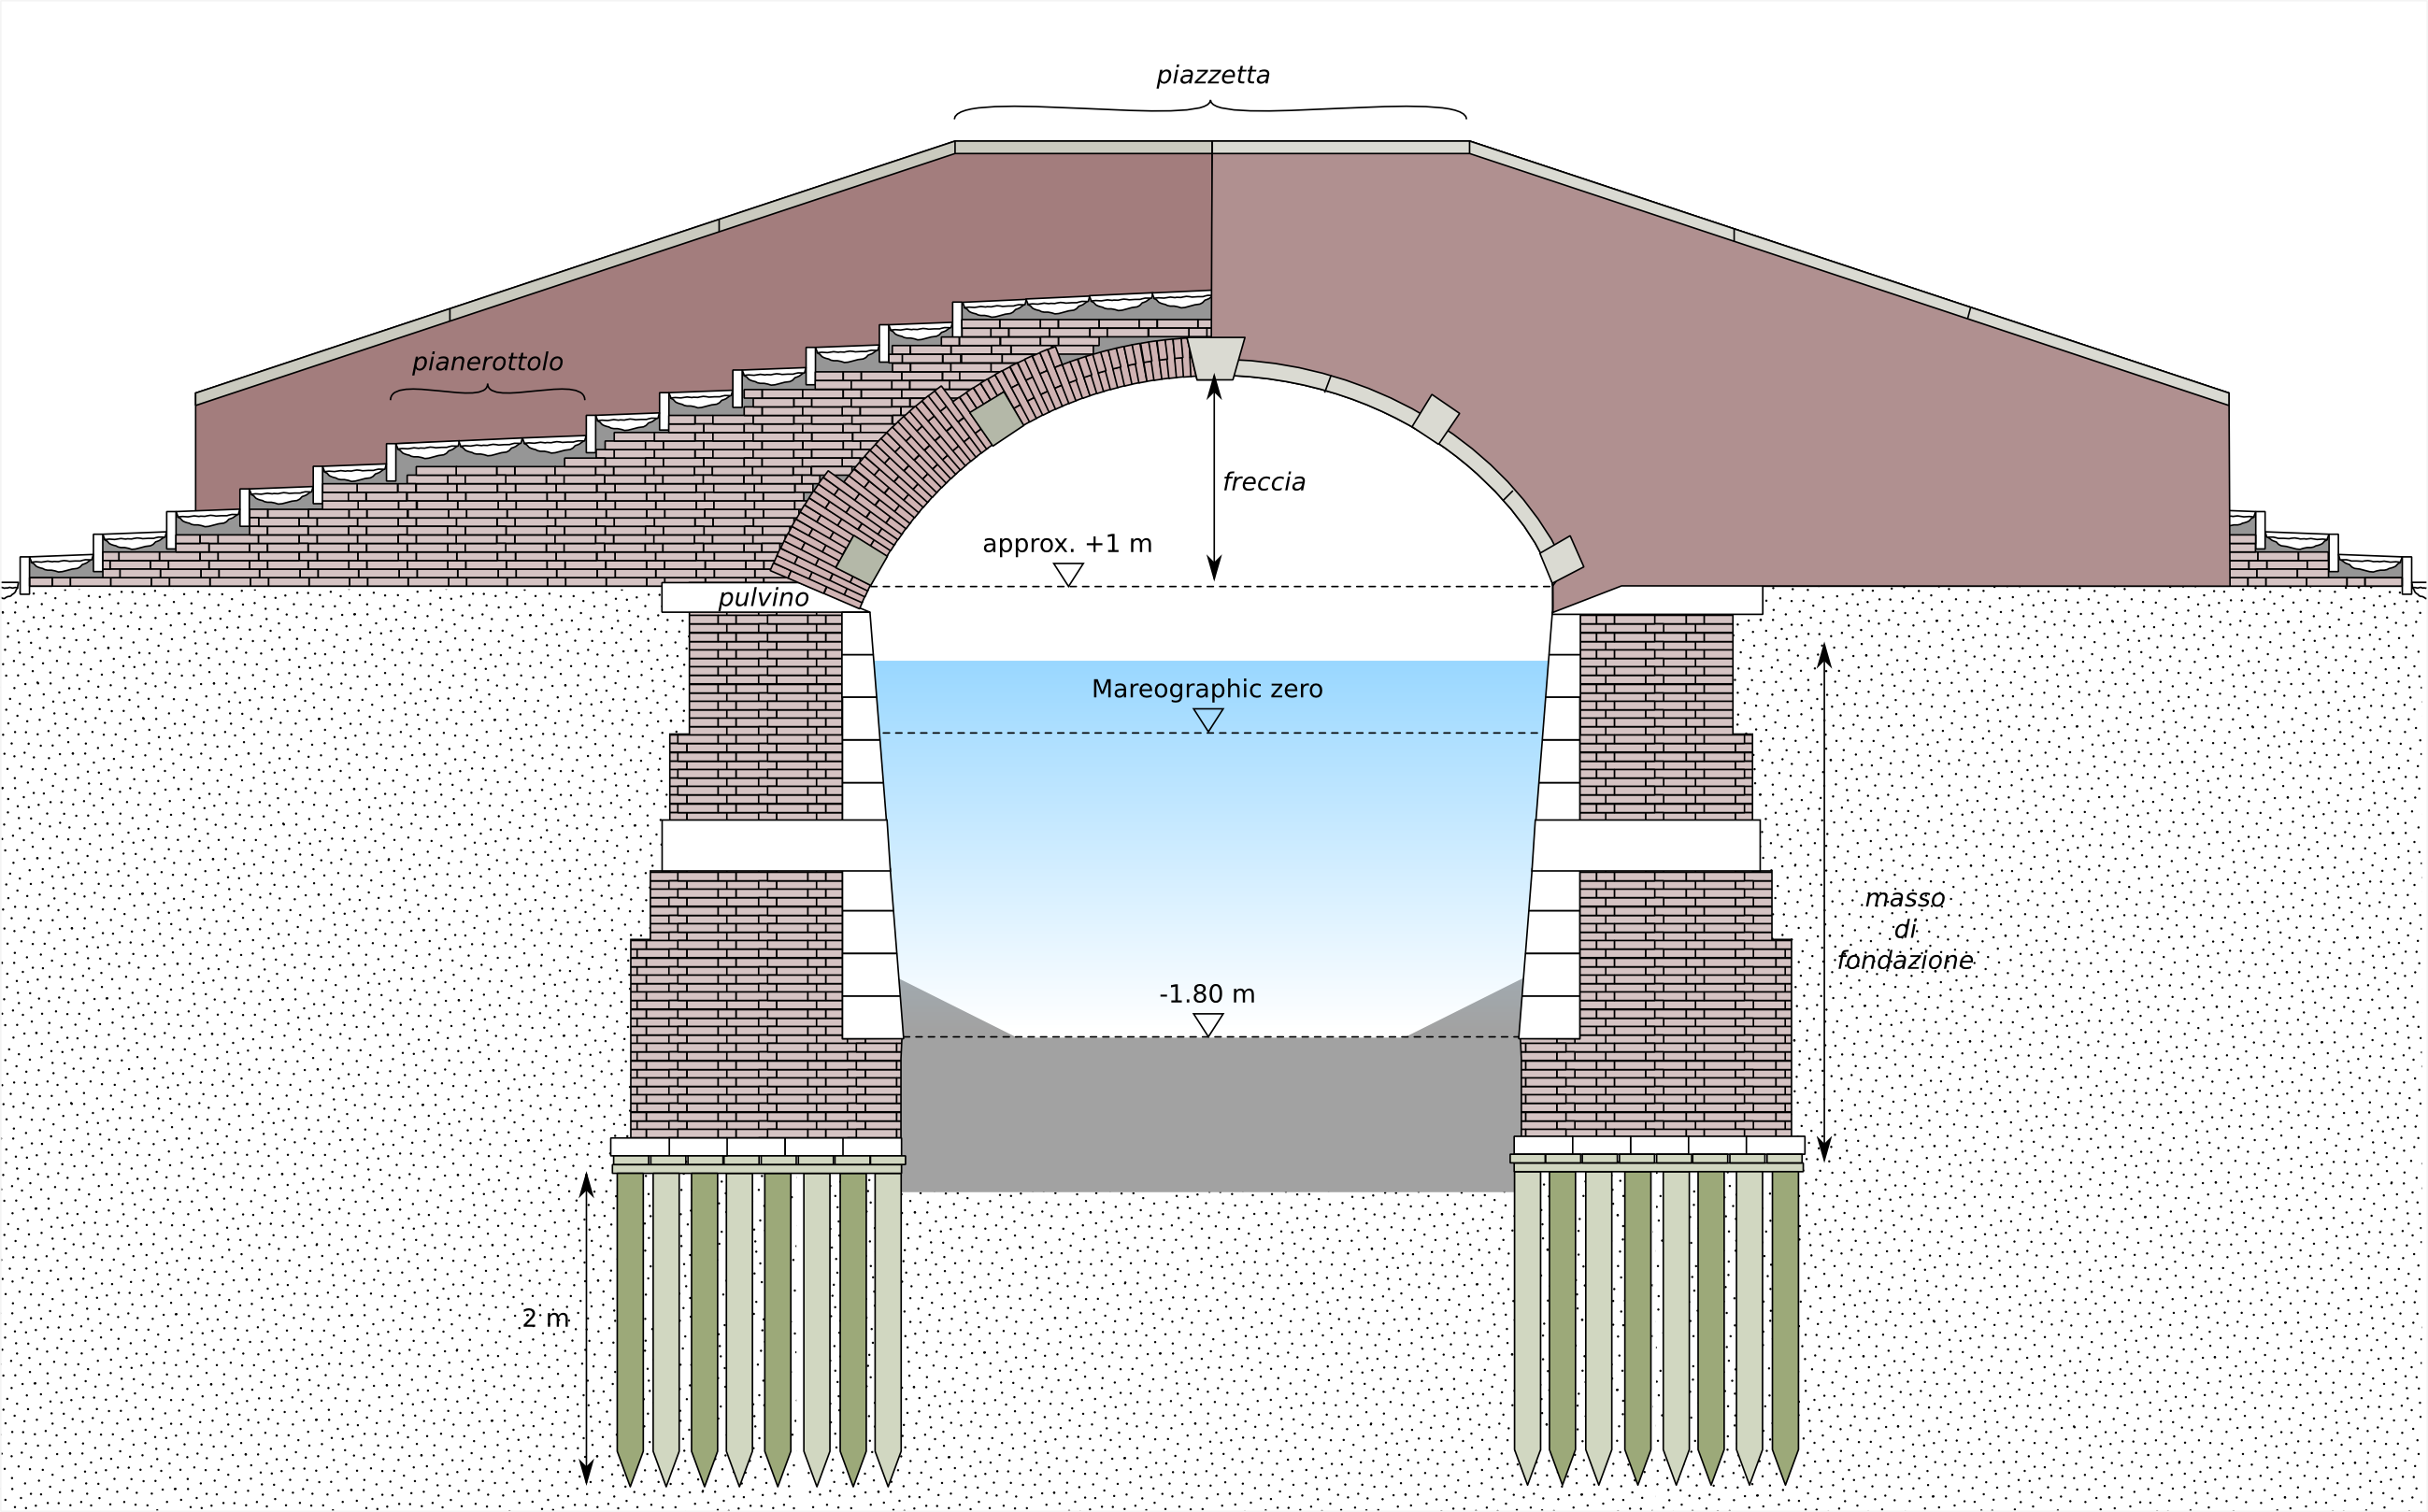 piazzetta
pianerottolo
freccia
approx. +1 m
pulvino
Mareographic zero
masso
di
fondazione
-1.80 m
2 m